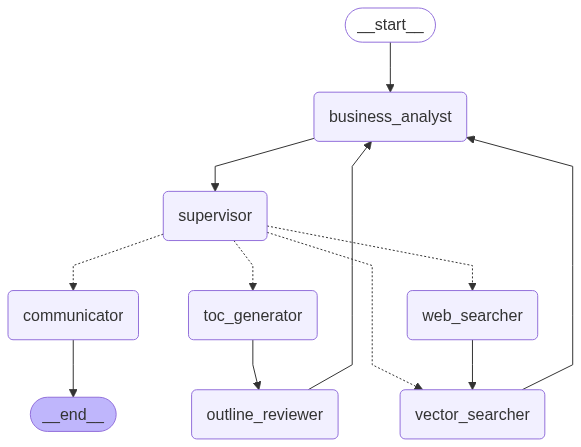 __start__
business_analyst
supervisor
communicator
toc_generator
web_searcher
__end__
outline_reviewer
vector_searcher